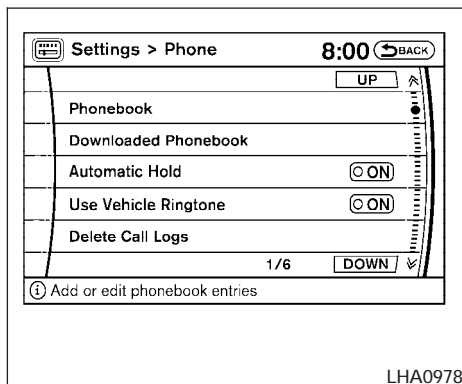 Settings > Phone 8:00 BACK
UP
Phonebook
Downloaded Phonebook
Automatic Hold ON
Use Vehicle Ringtone ON
Delete Call Logs
1/6 DOWN
i Add or edit phonebook entries
LHA0978